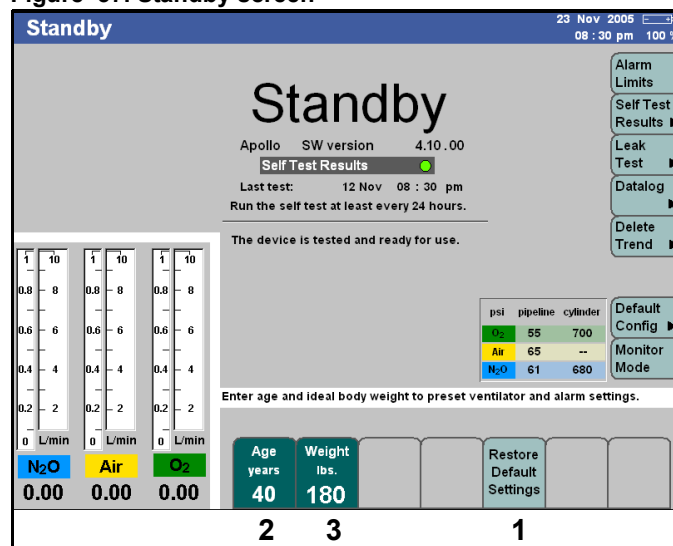 Standby
23 Nov 2005
08 : 30 pm 100 %
Standby
Apollo SW version 4.10.00
Self Test Results
Last test: 12 Nov 08 : 30 pm
Run the self test at least every 24 hours.
The device is tested and ready for use.
Alarm
Limits
Self Test
Results
Leak
Test
Datalog
Delete
Trend
Default
Config
Monitor
Mode
psi pipeline cylinder
O2 55 700
Air 65 --
N2O 61 680
1 10 1 10 1 10
0.8 8 0.8 8 0.8 8
0.6 6 0.6 6 0.6 6
0.4 4 0.4 4 0.4 4
0.2 2 0.2 2 0.2 2
0 L/min 0 L/min 0 L/min
N2O Air O2
0.00 0.00 0.00
Enter age and ideal body weight to preset ventilator and alarm settings.
Age
years
40
Weight
lbs.
180
Restore
Default
Settings
2 3 1